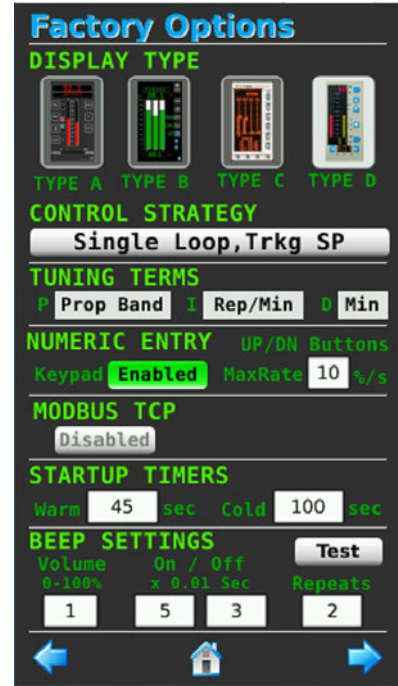 Factory Options
DISPLAY TYPE
TYPE A TYPE B TYPE C TYPE D
CONTROL STRATEGY
Single Loop,Trkg SP
TUNING TERMS
P Prop Band I Rep/Min D Min
NUMERIC ENTRY UP/DN Buttons
Keypad Enabled MaxRate 10 %/s
MODBUS TCP
Disabled
STARTUP TIMERS
Warm 45 sec Cold 100 sec
BEEP SETTINGS Test
Volume On / Off
0-100% x 0.01 Sec Repeats
1 5 3 2